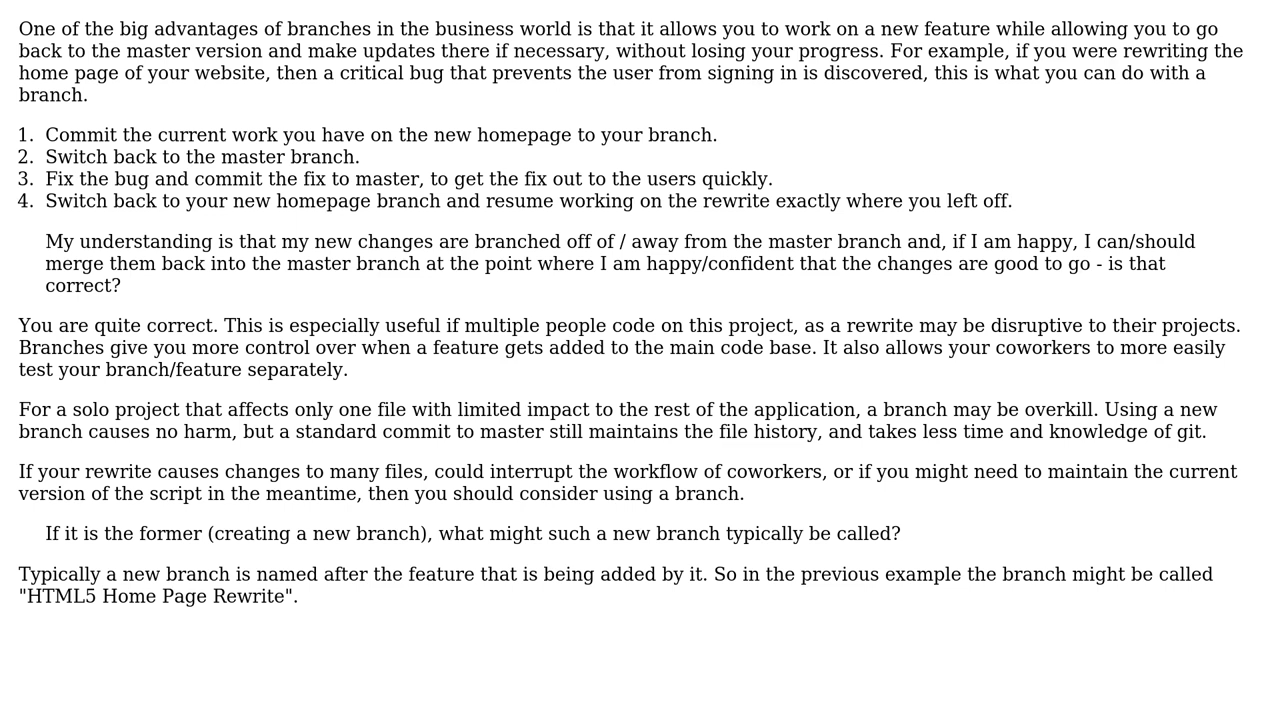 One of the big advantages of branches in the business world is that it allows you to work on a new feature while allowing you to go
back to the master version and make updates there if necessary, without losing your progress. For example, if you were rewriting the
home page of your website, then a critical bug that prevents the user from signing in is discovered, this is what you can do with a
branch.
1. Commit the current work you have on the new homepage to your branch.
2. Switch back to the master branch.
3. Fix the bug and commit the fix to master, to get the fix out to the users quickly.
4. Switch back to your new homepage branch and resume working on the rewrite exactly where you left off.
My understanding is that my new changes are branched off of / away from the master branch and, if I am happy, I can/should
merge them back into the master branch at the point where I am happy/confident that the changes are good to go - is that
correct?
You are quite correct. This is especially useful if multiple people code on this project, as a rewrite may be disruptive to their projects.
Branches give you more control over when a feature gets added to the main code base. It also allows your coworkers to more easily
test your branch/feature separately.
For a solo project that affects only one file with limited impact to the rest of the application, a branch may be overkill. Using a new
branch causes no harm, but a standard commit to master still maintains the file history, and takes less time and knowledge of git.
If your rewrite causes changes to many files, could interrupt the workflow of coworkers, or if you might need to maintain the current
version of the script in the meantime, then you should consider using a branch.
If it is the former (creating a new branch), what might such a new branch typically be called?
Typically a new branch is named after the feature that is being added by it. So in the previous example the branch might be called
"HTML5 Home Page Rewrite".